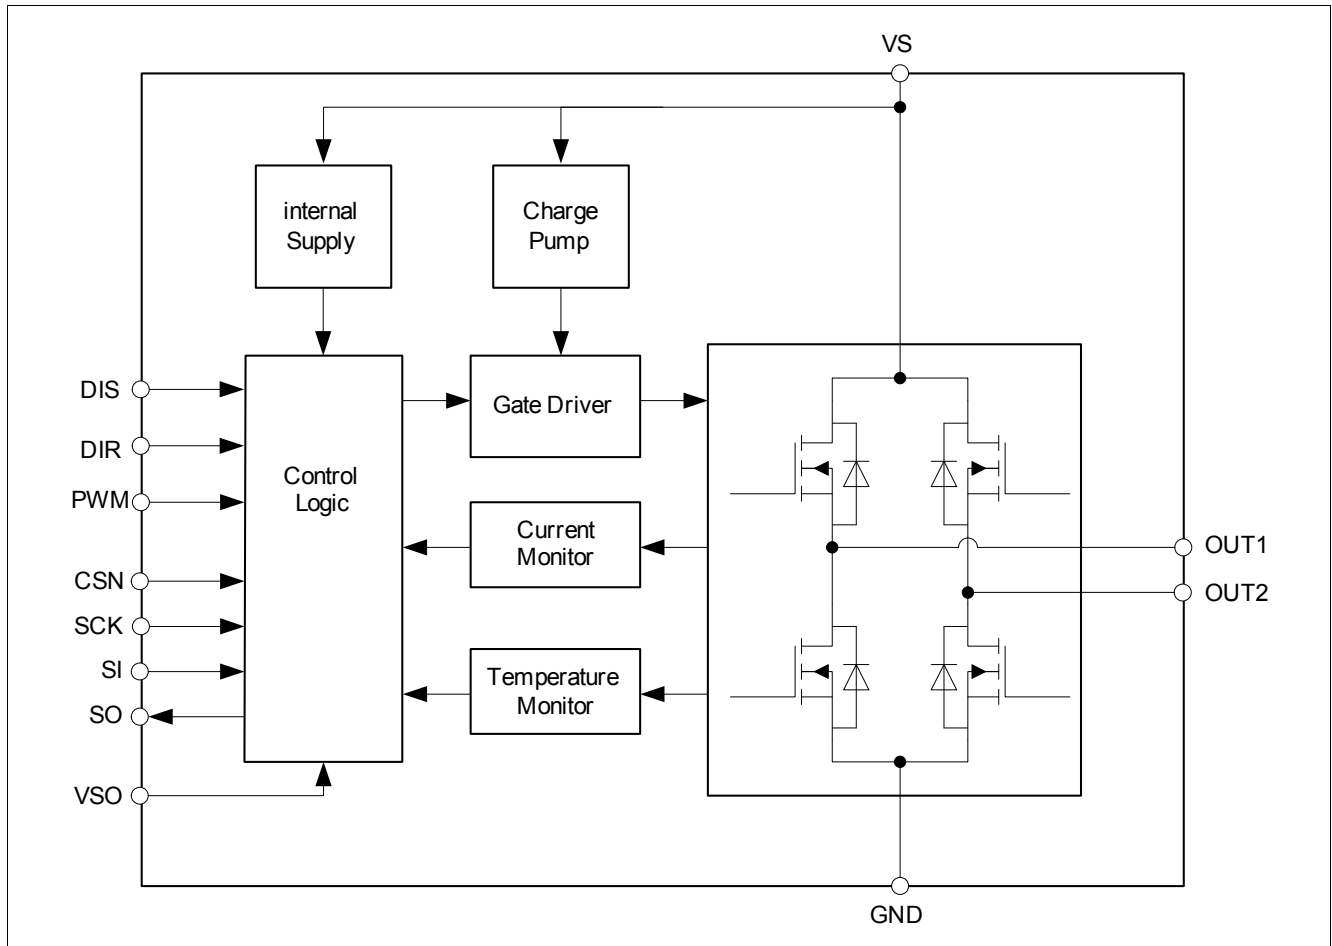 VS
internal
Supply
Charge
Pump
DIS
DIR
PWM
CSN
SCK
SI
SO
VSO
Control
Logic
Gate Driver
Current
Monitor
Temperature
Monitor
OUT1
OUT2
GND